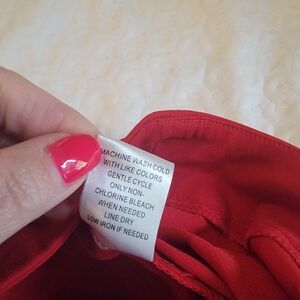 MACHINE WASH COLD
WITH LIKE COLORS
GENTLE CYCLE
ONLY NON-
CHLORINE BLEACH
WHEN NEEDED
LINE DRY
LOW IRON IF NEEDED